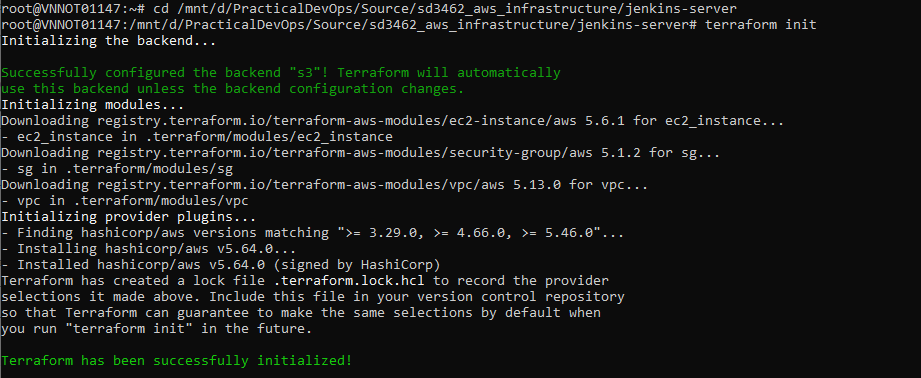 root@VNNOT01147:~# cd /mnt/d/PracticalDevOps/Source/sd3462_aws_infrastructure/jenkins-server
root@VNNOT01147:/mnt/d/PracticalDevOps/Source/sd3462_aws_infrastructure/jenkins-server# terraform init
Initializing the backend...
Successfully configured the backend "s3"! Terraform will automatically
use this backend unless the backend configuration changes.
Initializing modules...
Downloading registry.terraform.io/terraform-aws-modules/ec2-instance/aws 5.6.1 for ec2_instance...
- ec2_instance in .terraform/modules/ec2_instance
Downloading registry.terraform.io/terraform-aws-modules/security-group/aws 5.1.2 for sg...
- sg in .terraform/modules/sg
Downloading registry.terraform.io/terraform-aws-modules/vpc/aws 5.13.0 for vpc...
- vpc in .terraform/modules/vpc
Initializing provider plugins...
- Finding hashicorp/aws versions matching ">= 3.29.0, >= 4.66.0, >= 5.46.0"...
- Installing hashicorp/aws v5.64.0...
- Installed hashicorp/aws v5.64.0 (signed by HashiCorp)
Terraform has created a lock file .terraform.lock.hcl to record the provider
selections it made above. Include this file in your version control repository
so that Terraform can guarantee to make the same selections by default when
you run "terraform init" in the future.
Terraform has been successfully initialized!